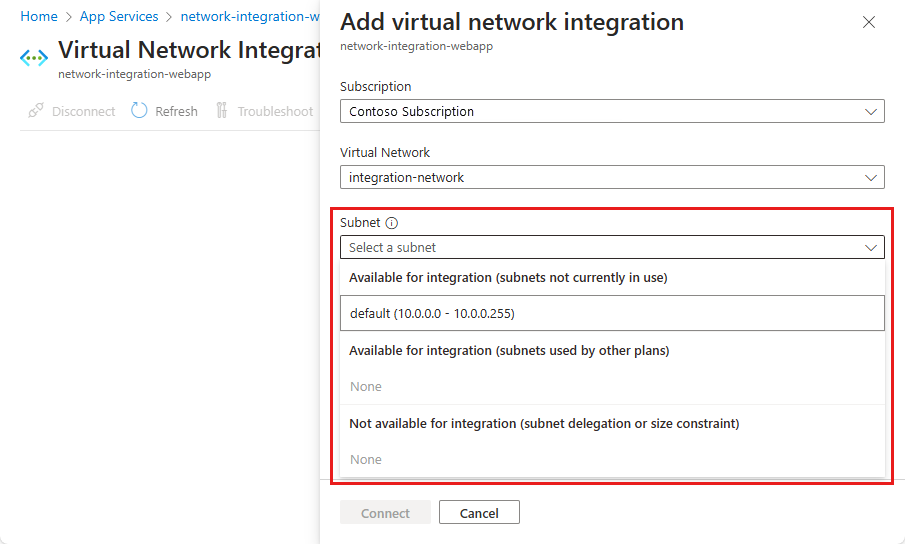 Home > App Services > network-integration-w
Virtual Network Integrat
network-integration-webapp
Disconnect Refresh Troubleshoot
Add virtual network integration
network-integration-webapp
Subscription
Contoso Subscription
Virtual Network
integration-network
Subnet
Select a subnet
Available for integration (subnets not currently in use)
default (10.0.0.0 - 10.0.0.255)
Available for integration (subnets used by other plans)
None
Not available for integration (subnet delegation or size constraint)
None
Connect Cancel